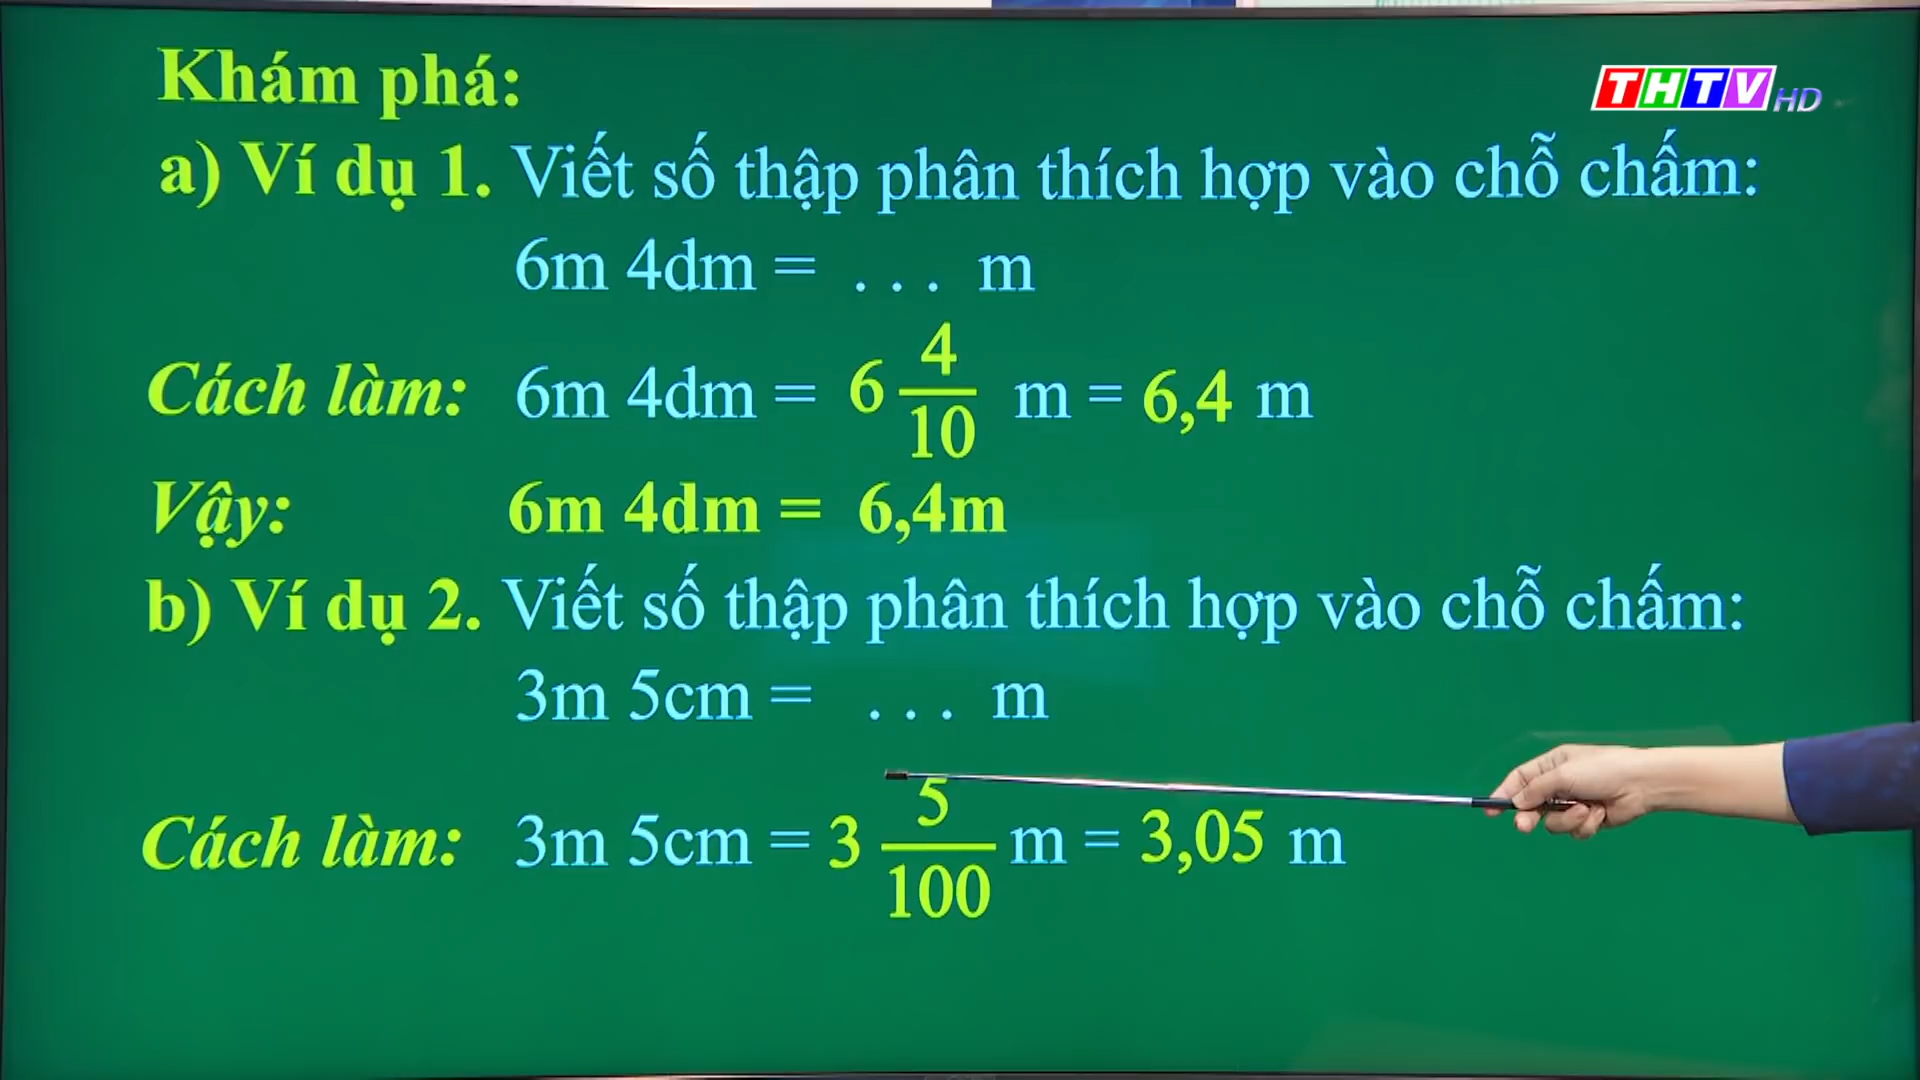 Khám phá:
THTV HD
a) Ví dụ 1. Viết số thập phân thích hợp vào chỗ chấm:
6m 4dm = . . . m
Cách làm: 6m 4dm = 6 4/10 m = 6,4 m
Vậy: 6m 4dm = 6,4m
b) Ví dụ 2. Viết số thập phân thích hợp vào chỗ chấm:
3m 5cm = . . . m
Cách làm: 3m 5cm = 3 5/100 m = 3,05 m